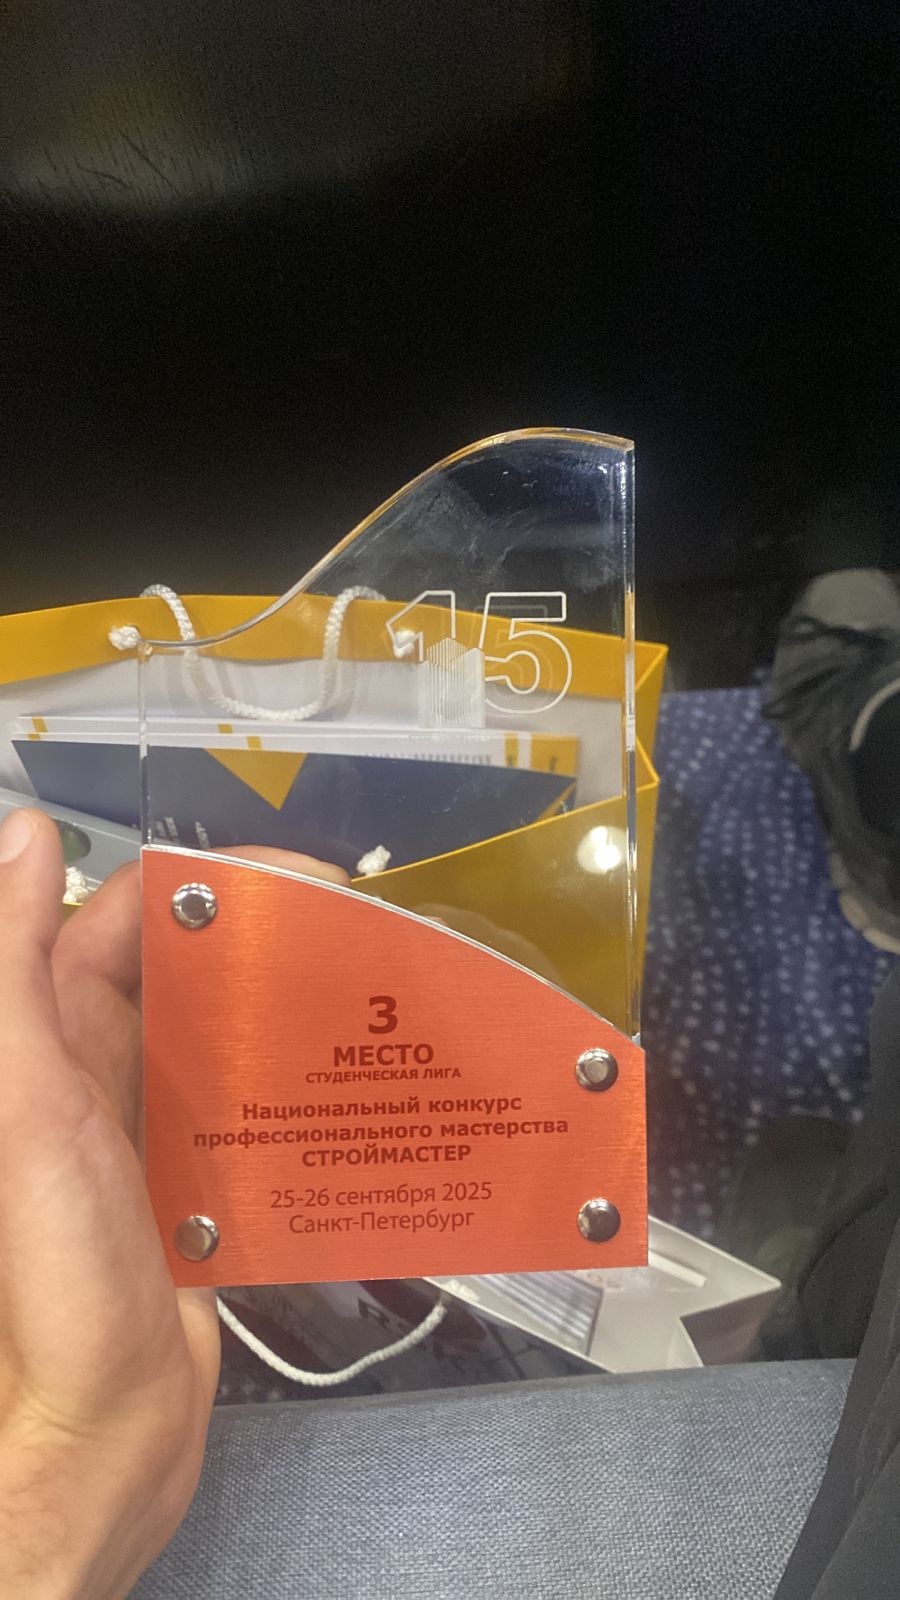 15
3
МЕСТО
СТУДЕНЧЕСКАЯ ЛИГА
Национальный конкурс
профессионального мастерства
СТРОЙМАСТЕР
25-26 сентября 2025
Санкт-Петербург